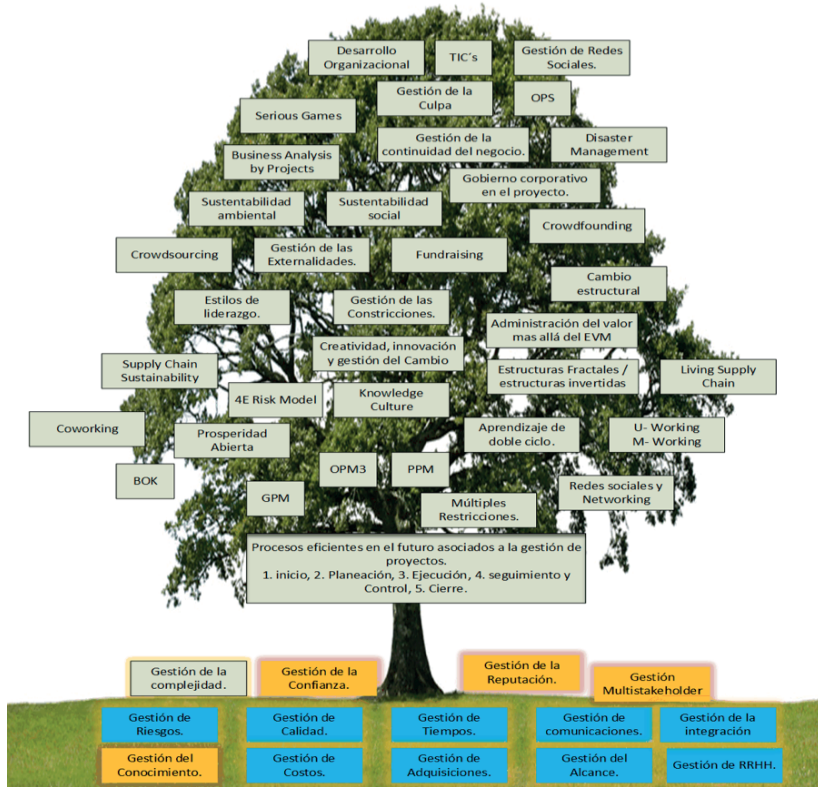 Desarrollo
Organizacional
TIC´s
Gestión de Redes
Sociales.
Gestión de la
Culpa
OPS
Serious Games
Gestión de la
continuidad del negocio.
Disaster
Management
Business Analysis
by Projects
Gobierno corporativo
en el proyecto.
Sustentabilidad
ambiental
Sustentabilidad
social
Crowdfounding
Crowdsourcing
Gestión de las
Externalidades.
Fundraising
Cambio
estructural
Estilos de
liderazgo.
Gestión de las
Constricciones.
Administración del valor
mas allá del EVM
Creatividad, innovación
y gestión del Cambio
Supply Chain
Sustainability
Estructuras Fractales /
estructuras invertidas
Living Supply
Chain
4E Risk Model
Knowledge
Culture
Coworking
Prosperidad
Abierta
Aprendizaje de
doble ciclo.
U- Working
M- Working
BOK
OPM3
PPM
Redes sociales y
Networking
GPM
Múltiples
Restricciones.
Procesos eficientes en el futuro asociados a la gestión de
proyectos.
1. inicio, 2. Planeación, 3. Ejecución, 4. seguimiento y
Control, 5. Cierre.
Gestión de la
complejidad.
Gestión de la
Confianza.
Gestión de la
Reputación.
Gestión
Multistakeholder
Gestión de
Riesgos.
Gestión de
Calidad.
Gestión de
Tiempos.
Gestión de
comunicaciones.
Gestión de la
integración
Gestión del
Conocimiento.
Gestión de
Costos.
Gestión de
Adquisiciones.
Gestión del
Alcance.
Gestión de RRHH.